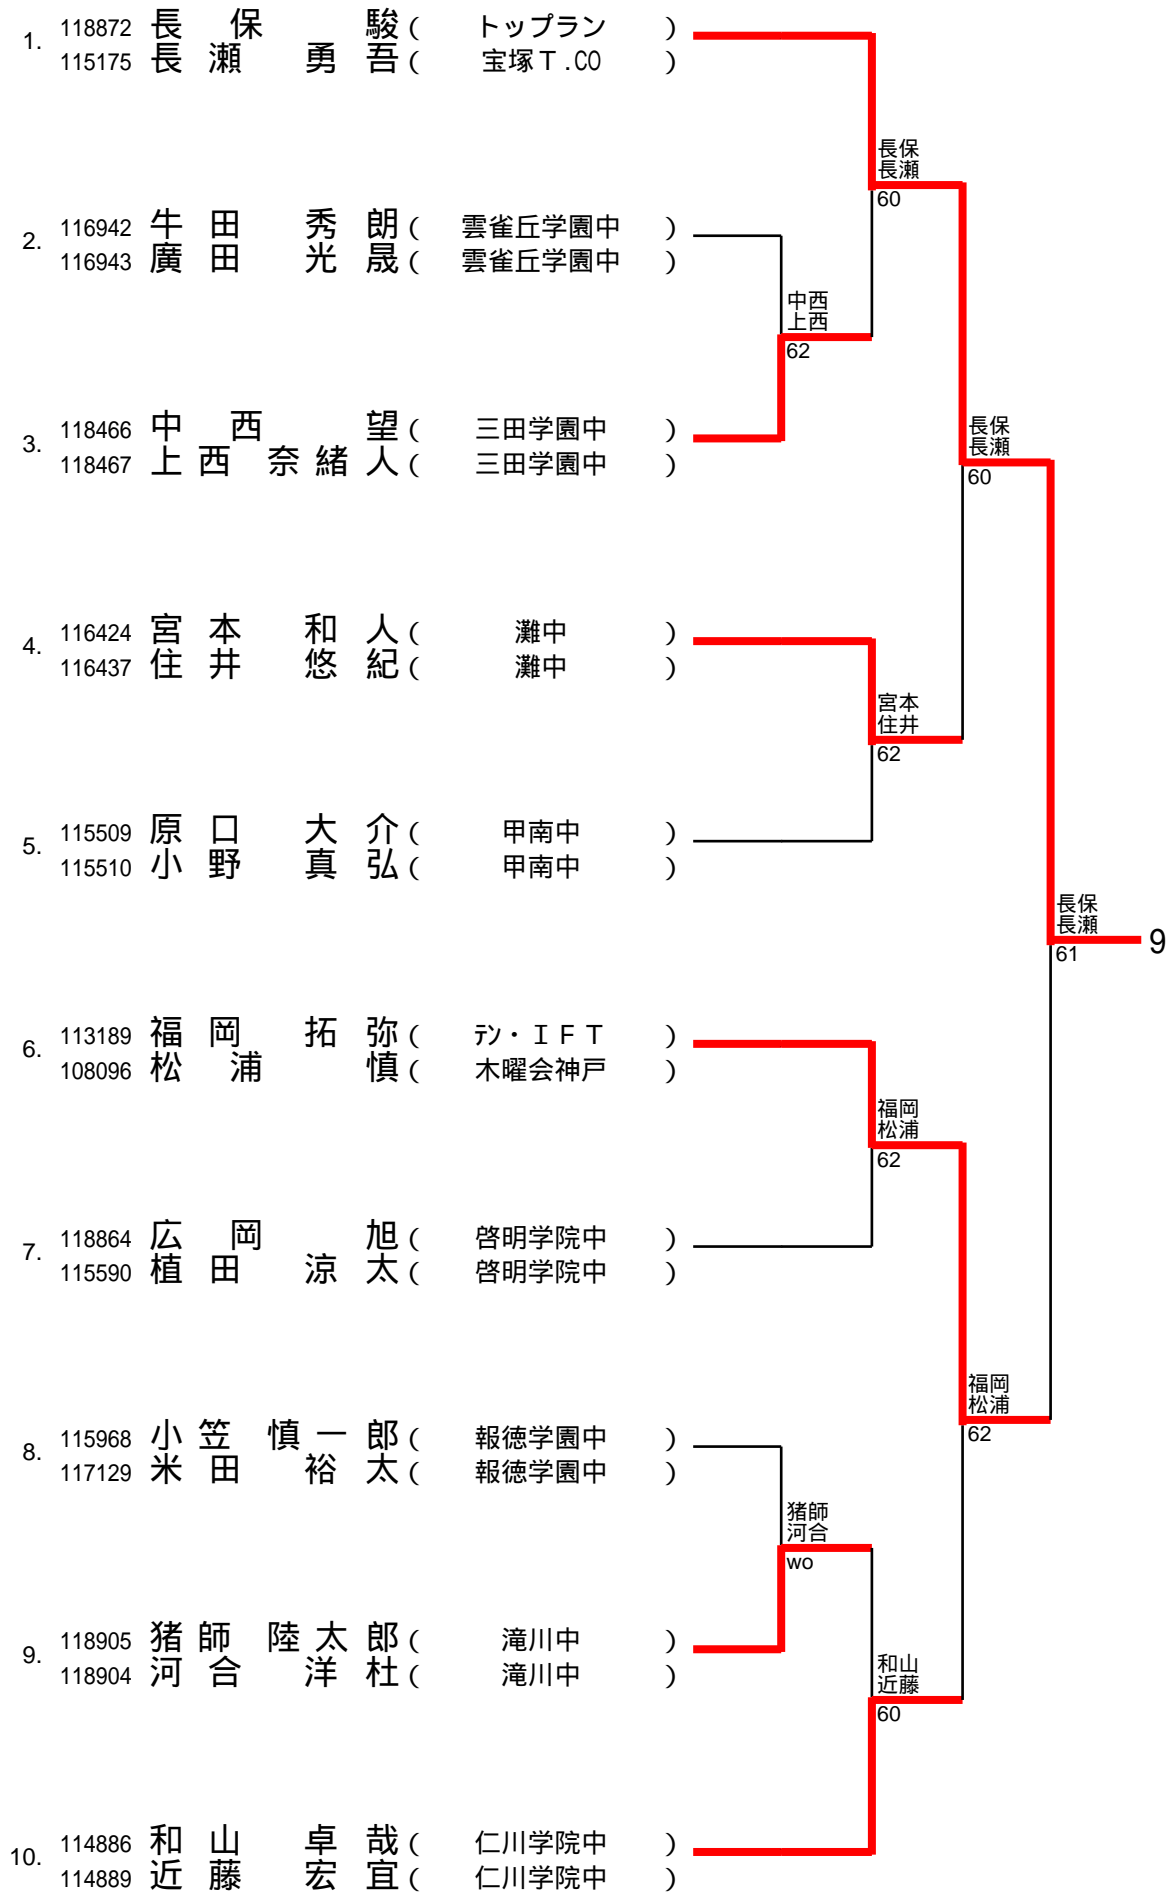 1. 118872 長 保 駿 ( トップラン )
115175 長 瀬 勇 吾 ( 宝塚Ｔ.CO )
長保
長瀬
60
2. 116942 牛 田 秀 朗 ( 雲雀丘学園中 )
116943 廣 田 光 晟 ( 雲雀丘学園中 )
中西
上西
62
3. 118466 中 西 望 ( 三田学園中 )
118467 上 西 奈 緒 人 ( 三田学園中 )
長保
長瀬
60
4. 116424 宮 本 和 人 ( 灘中 )
116437 住 井 悠 紀 ( 灘中 )
宮本
住井
62
5. 115509 原 口 大 介 ( 甲南中 )
115510 小 野 真 弘 ( 甲南中 )
長保
長瀬
61
9
6. 113189 福 岡 拓 弥 ( ﾃﾝ・ＩＦＴ )
108096 松 浦 慎 ( 木曜会神戸 )
福岡
松浦
62
7. 118864 広 岡 旭 ( 啓明学院中 )
115590 植 田 涼 太 ( 啓明学院中 )
福岡
松浦
62
8. 115968 小 笠 慎 一 郎 ( 報徳学園中 )
117129 米 田 裕 太 ( 報徳学園中 )
猪師
河合
wo
9. 118905 猪 師 陸 太 郎 ( 滝川中 )
118904 河 合 洋 杜 ( 滝川中 )
和山
近藤
60
10. 114886 和 山 卓 哉 ( 仁川学院中 )
114889 近 藤 宏 宜 ( 仁川学院中 )